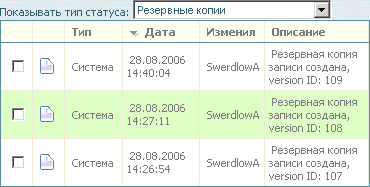 Показывать тип статуса: Резервные копии
Тип Дата Изменил Описание
Система 28.08.2006 14:40:04 SwerdlowA Резервная копия записи создана, version ID: 109
Система 28.08.2006 14:27:11 SwerdlowA Резервная копия записи создана, version ID: 108
Система 28.08.2006 14:26:54 SwerdlowA Резервная копия записи создана, version ID: 107